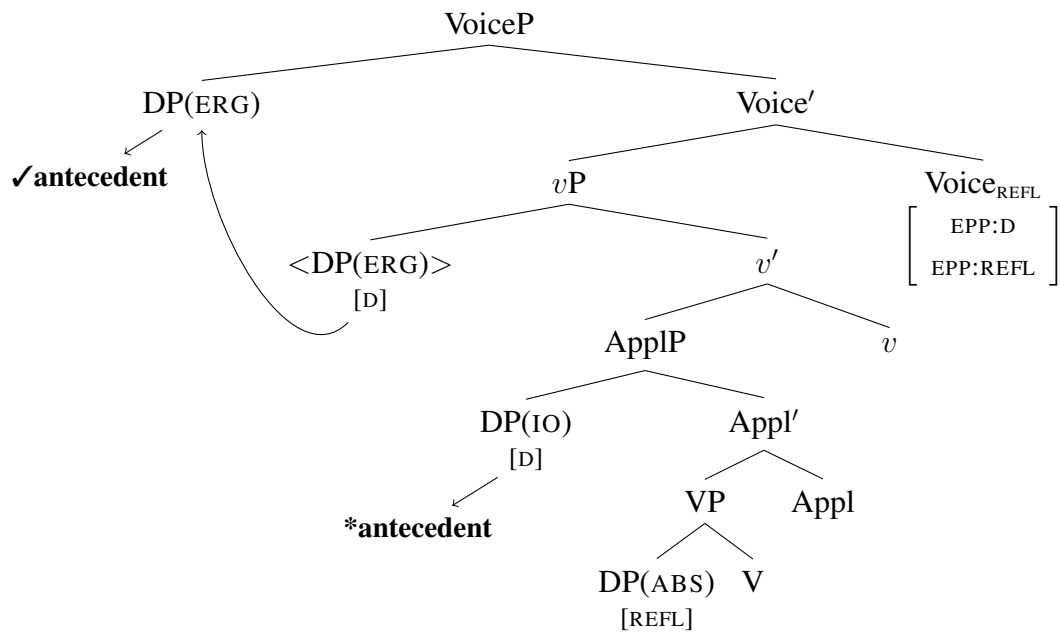 VoiceP
DP(ERG) Voice′
✓antecedent vP Voice_REFL
[EPP:D
EPP:REFL]
<DP(ERG)> v′
[D]
ApplP v
DP(IO) Appl′
[D]
*antecedent VP Appl
DP(ABS) V
[REFL]